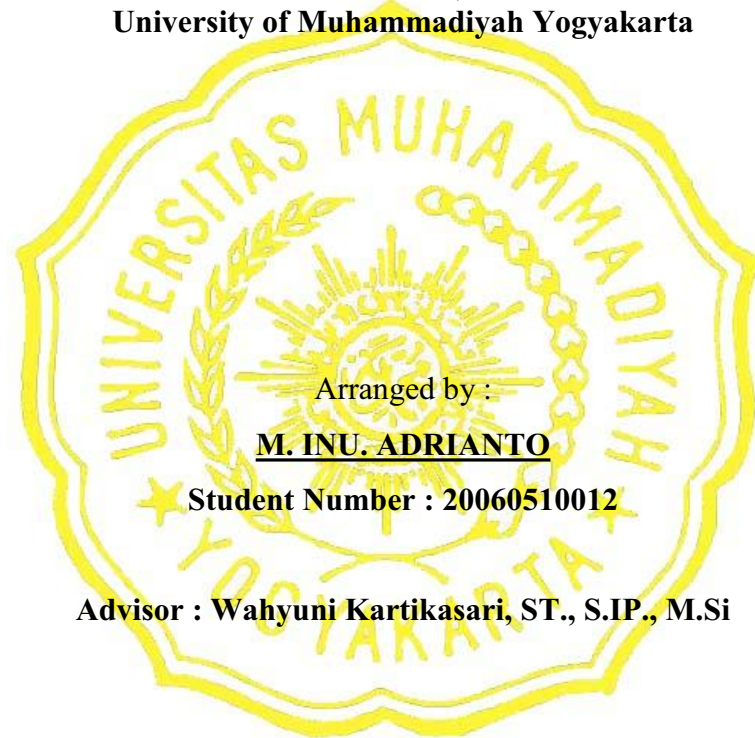 University of Muhammadiyah Yogyakarta
UNIVERSITAS MUHAMMADIYAH
YOGYAKARTA
Arranged by :
M. INU. ADRIANTO
Student Number : 20060510012
Advisor : Wahyuni Kartikasari, ST., S.IP., M.Si